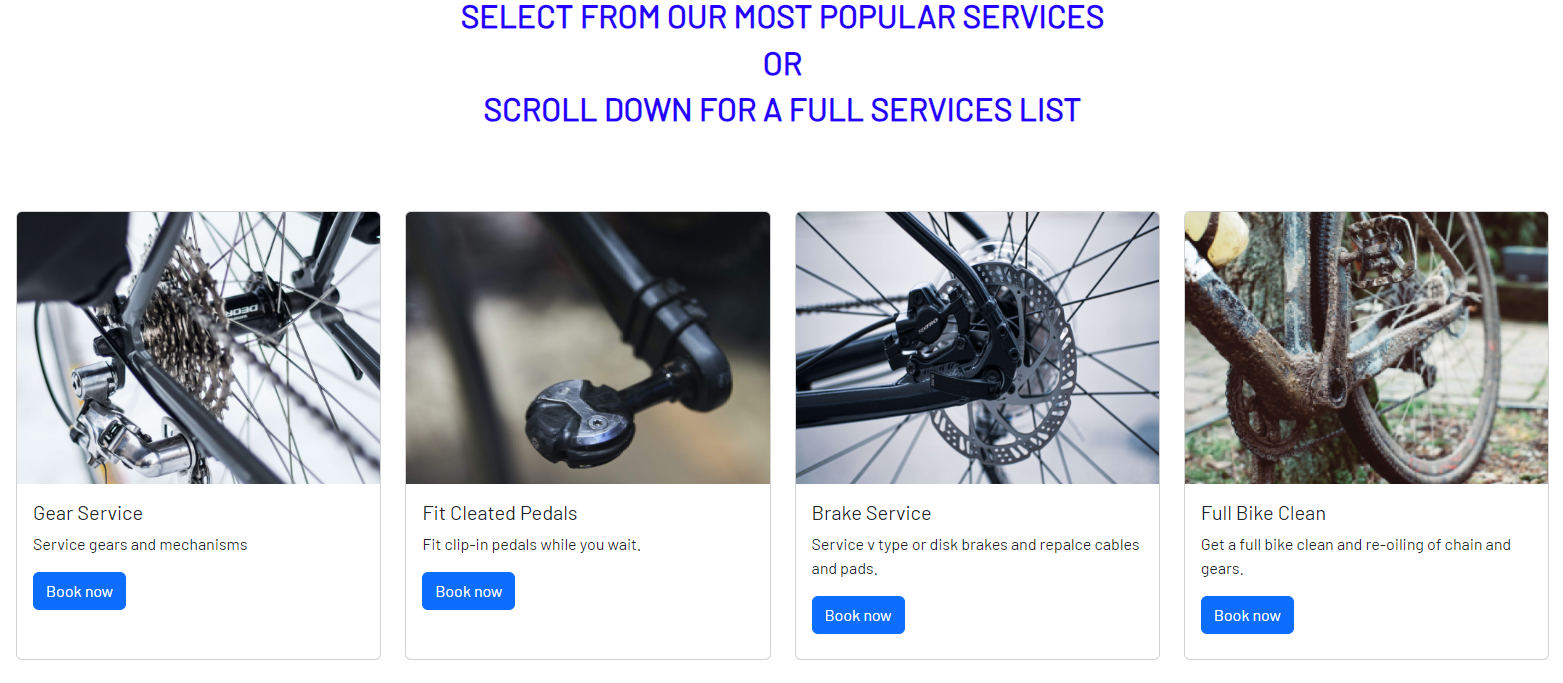 SELECT FROM OUR MOST POPULAR SERVICES
OR
SCROLL DOWN FOR A FULL SERVICES LIST
Gear Service
Service gears and mechanisms
Book now
Fit Cleated Pedals
Fit clip-in pedals while you wait.
Book now
Brake Service
Service v type or disk brakes and repalce cables
and pads.
Book now
Full Bike Clean
Get a full bike clean and re-oiling of chain and
gears.
Book now